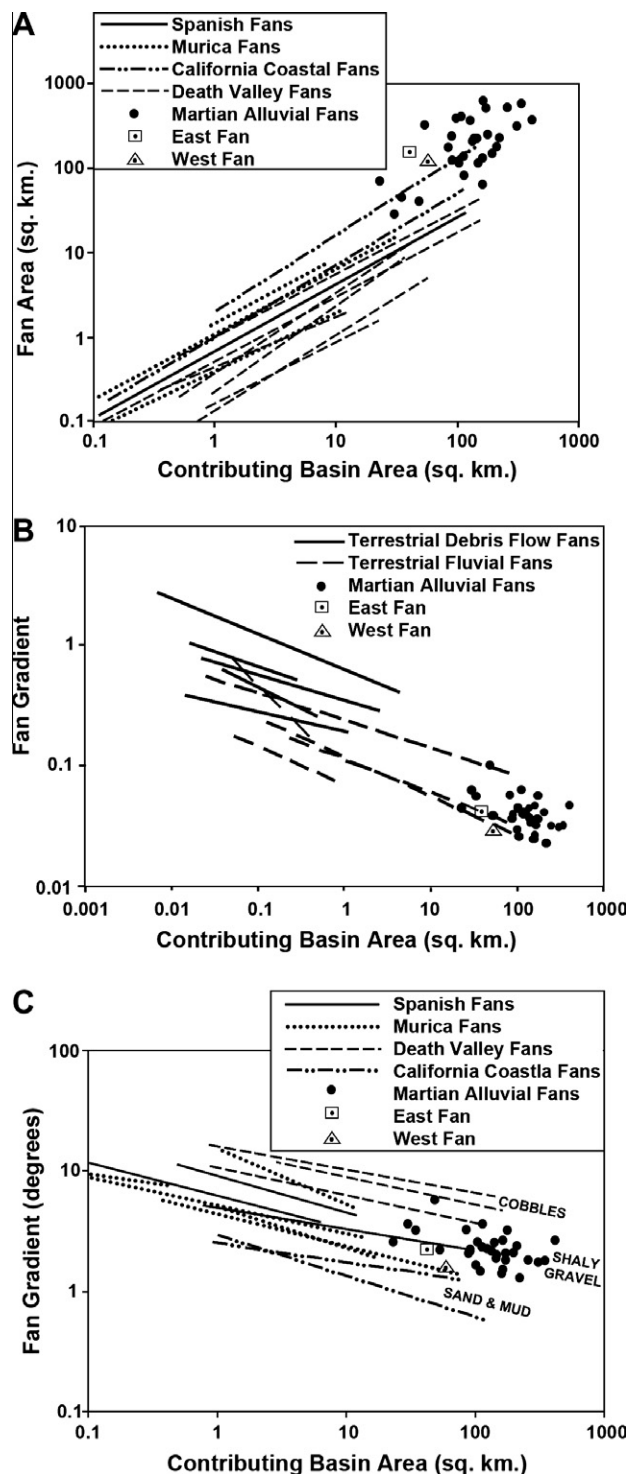 A
Spanish Fans
Murica Fans
California Coastal Fans
Death Valley Fans
Martian Alluvial Fans
East Fan
West Fan
1000
100
10
1
0.1
Fan Area (sq. km.)
0.1 1 10 100 1000
Contributing Basin Area (sq. km.)
B
Terrestrial Debris Flow Fans
Terrestrial Fluvial Fans
Martian Alluvial Fans
East Fan
West Fan
10
1
0.1
0.01
Fan Gradient
0.001 0.01 0.1 1 10 100 1000
Contributing Basin Area (sq. km.)
C
Spanish Fans
Murica Fans
Death Valley Fans
California Coastla Fans
Martian Alluvial Fans
East Fan
West Fan
100
10
1
0.1
Fan Gradient (degrees)
COBBLES
SHALY
GRAVEL
SAND & MUD
0.1 1 10 100 1000
Contributing Basin Area (sq. km.)